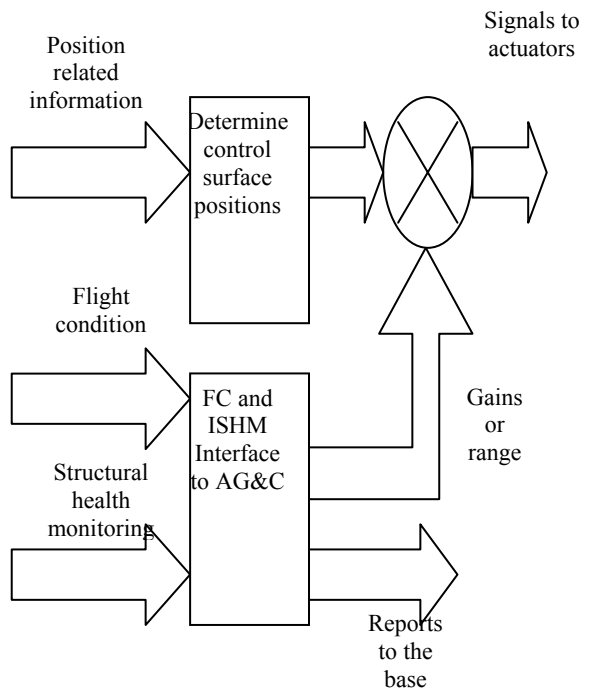 Signals to
actuators
Position
related
information
Determine
control
surface
positions
Flight
condition
FC and
ISHM
Interface
to AG&C
Gains
or
range
Structural
health
monitoring
Reports
to the
base